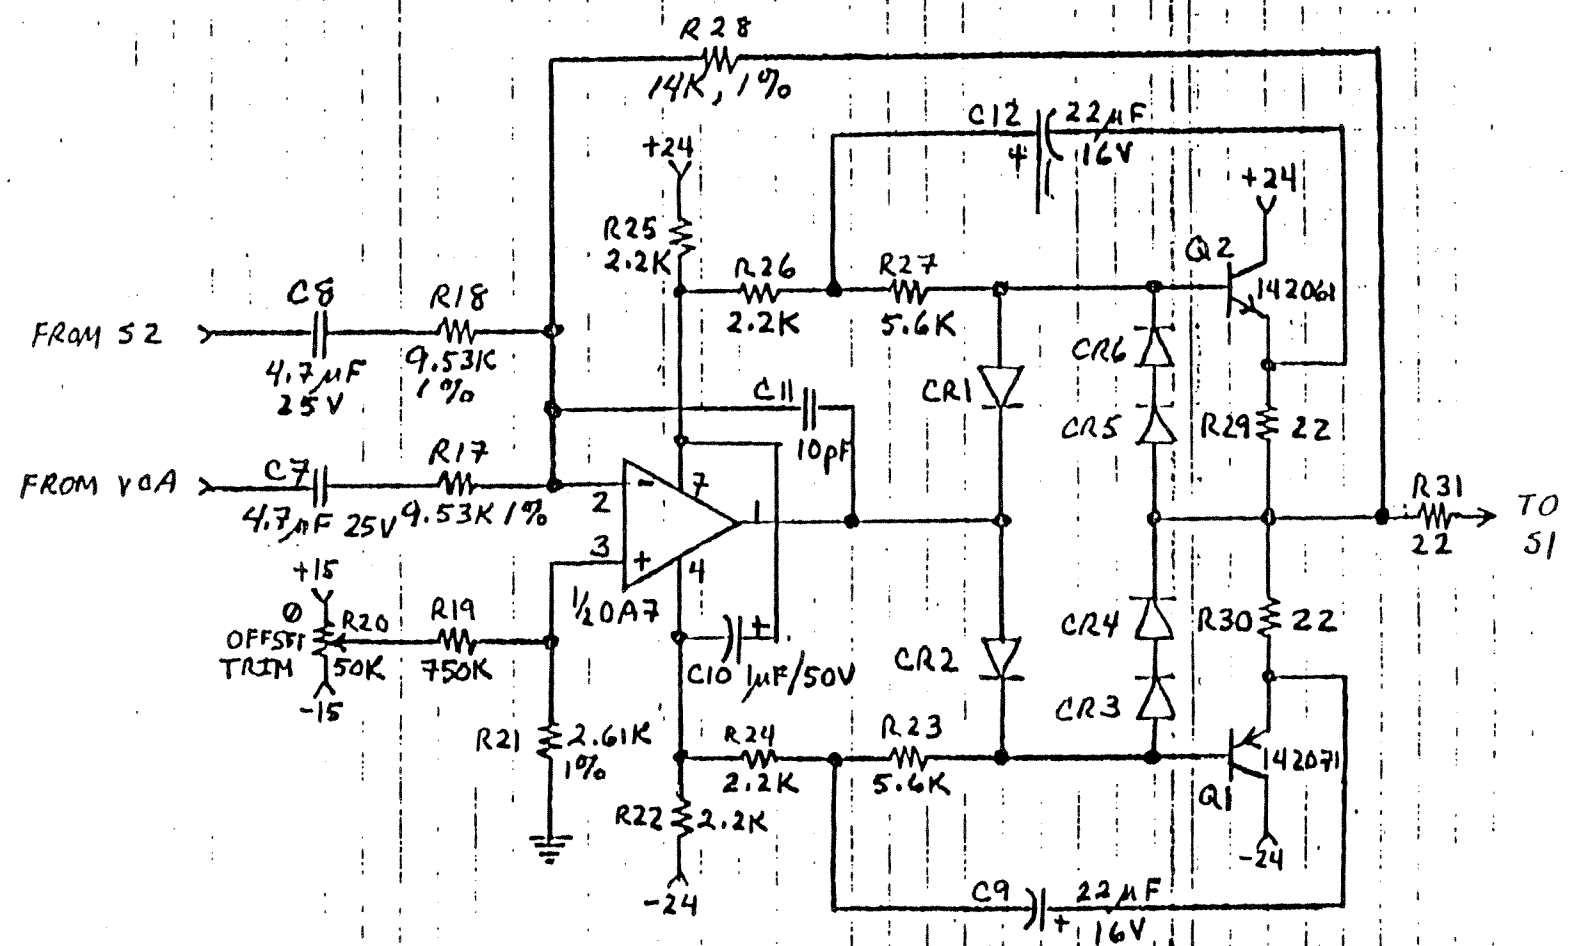 R28
14K, 1%
C12
22µF
+
16V
+24
+24
R25
2.2K
R26
2.2K
R27
5.6K
Q2
142061
C8
4.7µF
25V
R18
9.53K
1%
FROM S2
C11
10pF
CR1
CR6
CR5
R29 22
FROM VCA
C7
4.7µF 25V
R17
9.53K 1%
2
-
7
1
3
+
4
1/2 OA7
R31
22
TO
S1
+15
Ø
OFFSET
TRIM
R20
50K
-15
R19
750K
+
C10 1µF/50V
CR2
CR4
CR3
R30 22
R21 2.61K
1%
R24
2.2K
R23
5.6K
142071
Q1
R22 2.2K
-24
-24
C9
22µF
+
16V